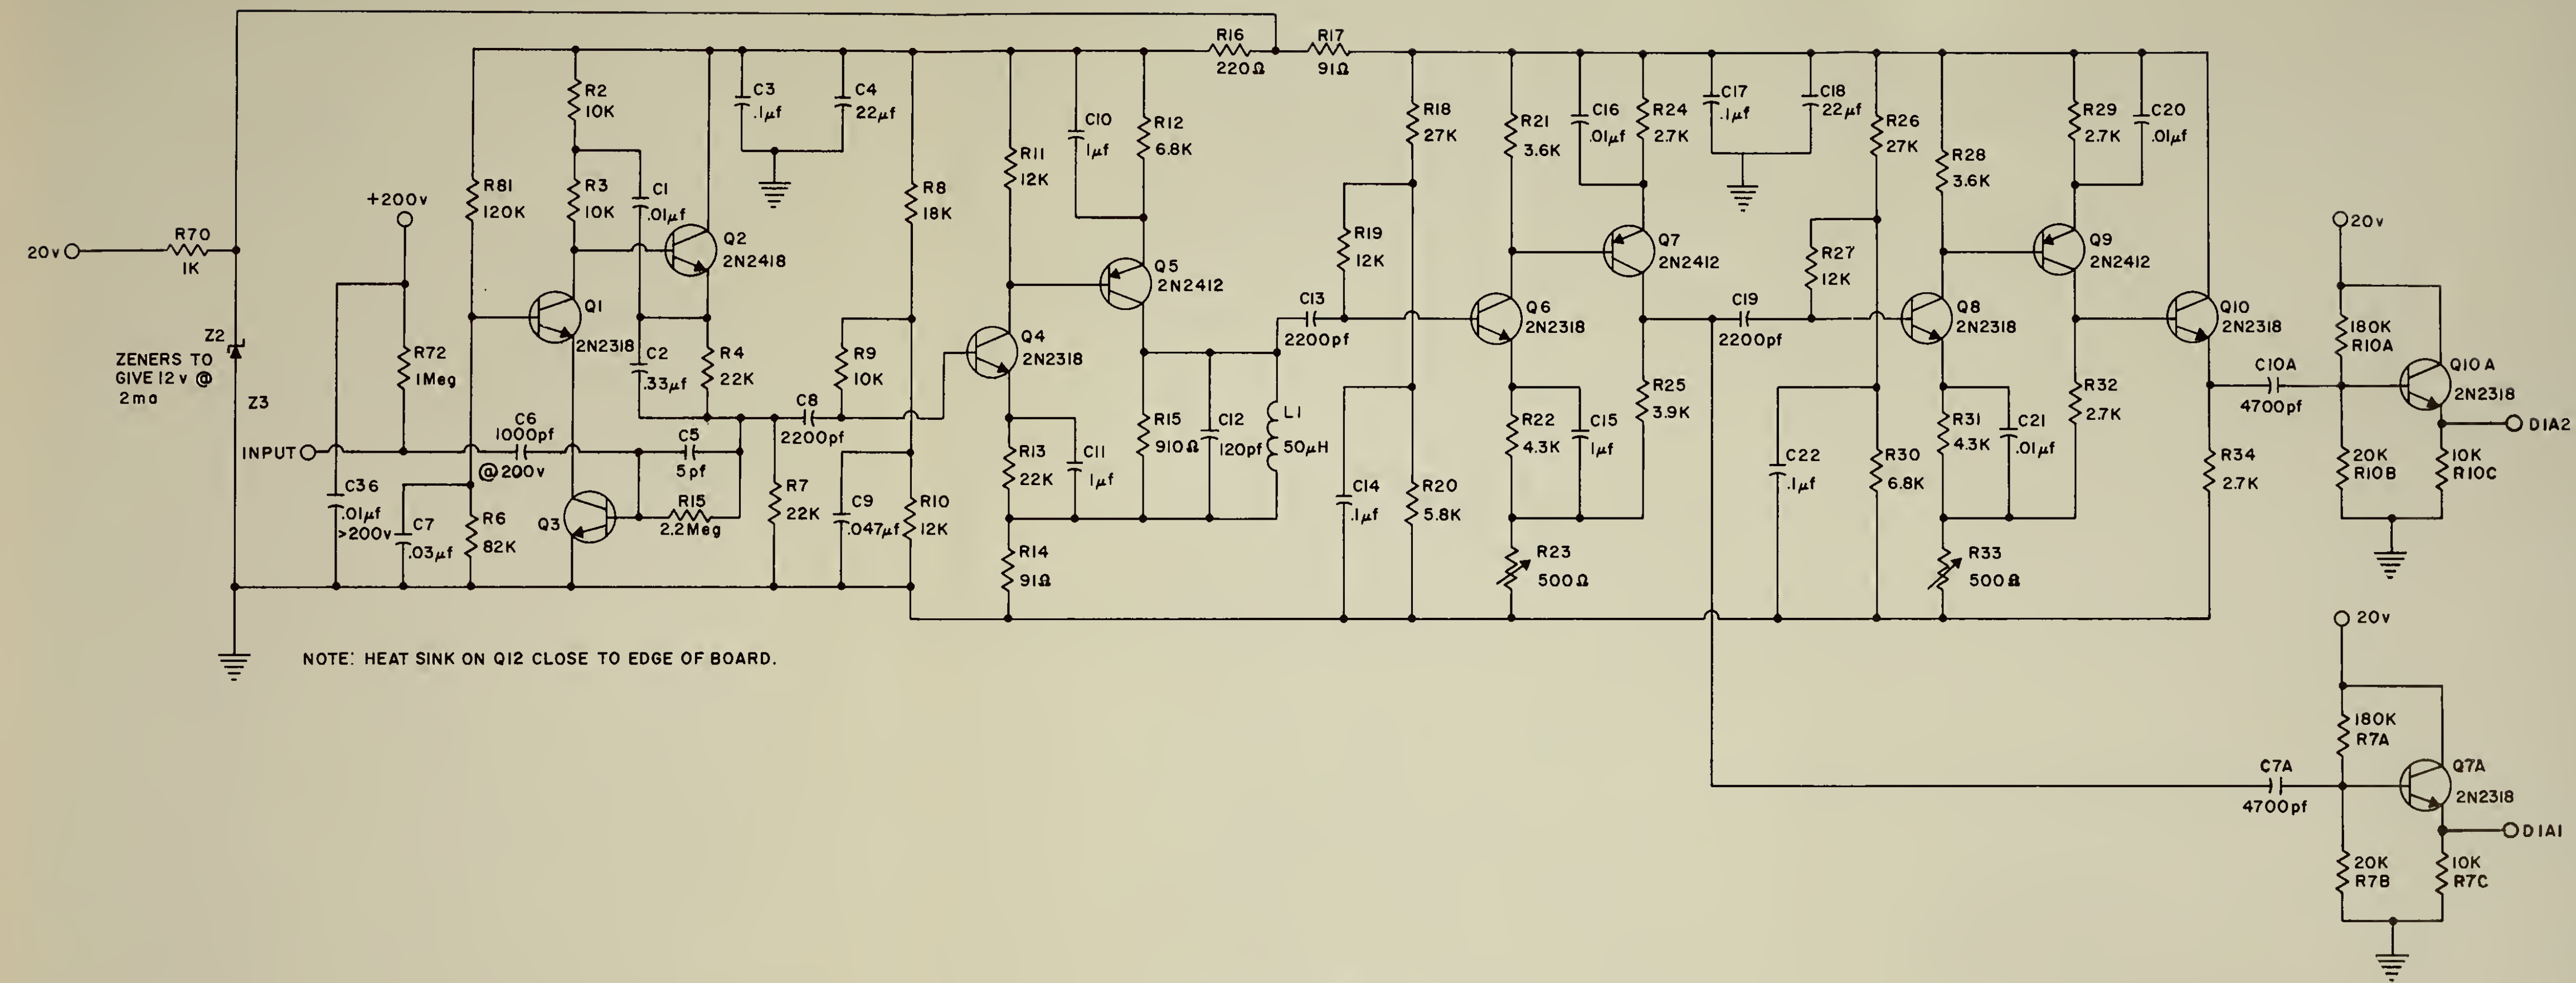 R16
220Ω
R17
91Ω
R2
10K
C3
.1µf
C4
22µf
C10
1µf
R12
6.8K
R18
27K
R21
3.6K
C16
.01µf
R24
2.7K
C17
.1µf
C18
22µf
R26
27K
R28
3.6K
R29
2.7K
C20
.01µf
R11
12K
R81
120K
R3
10K
C1
.01µf
R8
18K
+200v
20v
R70
1K
Q2
2N2418
Q5
2N2412
R19
12K
Q7
2N2412
R27
12K
Q9
2N2412
20v
Z2
ZENERS TO
GIVE 12v @
2ma
Z3
R72
1Meg
Q1
2N2318
C2
.33µf
R4
22K
R9
10K
Q4
2N2318
C13
2200pf
Q6
2N2318
C19
2200pf
Q8
2N2318
Q10
2N2318
180K
R10A
Q10A
2N2318
C10A
4700pf
DIA2
INPUT
C6
1000pf
@200v
C5
5pf
C8
2200pf
R13
22K
C11
1µf
R15
910Ω
C12
120pf
L1
50µH
R22
4.3K
C15
1µf
R25
3.9K
R31
4.3K
C21
.01µf
R32
2.7K
C36
.01µf
>200v
C7
.03µf
R6
82K
Q3
R15
2.2Meg
R7
22K
C9
.047µf
R10
12K
C14
.1µf
R20
5.8K
C22
.1µf
R30
6.8K
R34
2.7K
20K
R10B
10K
R10C
R14
91Ω
R23
500Ω
R33
500Ω
20v
NOTE: HEAT SINK ON Q12 CLOSE TO EDGE OF BOARD.
180K
R7A
C7A
4700pf
Q7A
2N2318
DIA1
20K
R7B
10K
R7C